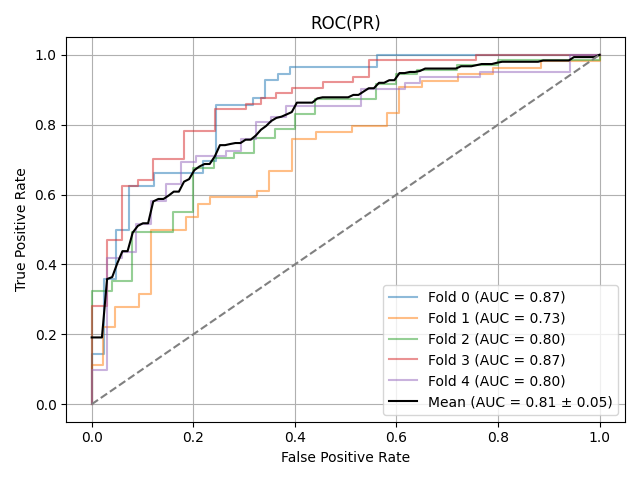 ROC(PR)
True Positive Rate
1.0
0.8
0.6
0.4
0.2
0.0
Fold 0 (AUC = 0.87)
Fold 1 (AUC = 0.73)
Fold 2 (AUC = 0.80)
Fold 3 (AUC = 0.87)
Fold 4 (AUC = 0.80)
Mean (AUC = 0.81 ± 0.05)
0.0 0.2 0.4 0.6 0.8 1.0
False Positive Rate